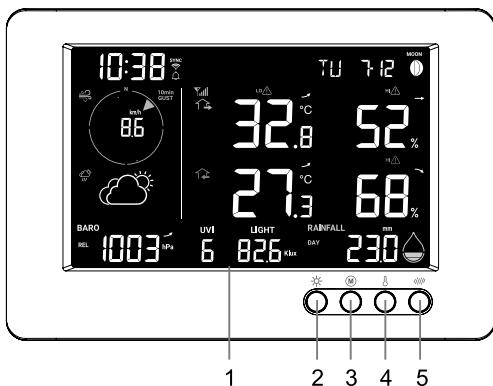 10:38 SYNC TU 7-12 MOON
N 10min GUST
km/h
8.6
LO HI
32.8 °C 52 %
HI
27.3 °C 68 %
BARO UVI LIGHT RAINFALL mm
REL 1003 hPa 6 82.6 Klux DAY 23.0
M
1 2 3 4 5